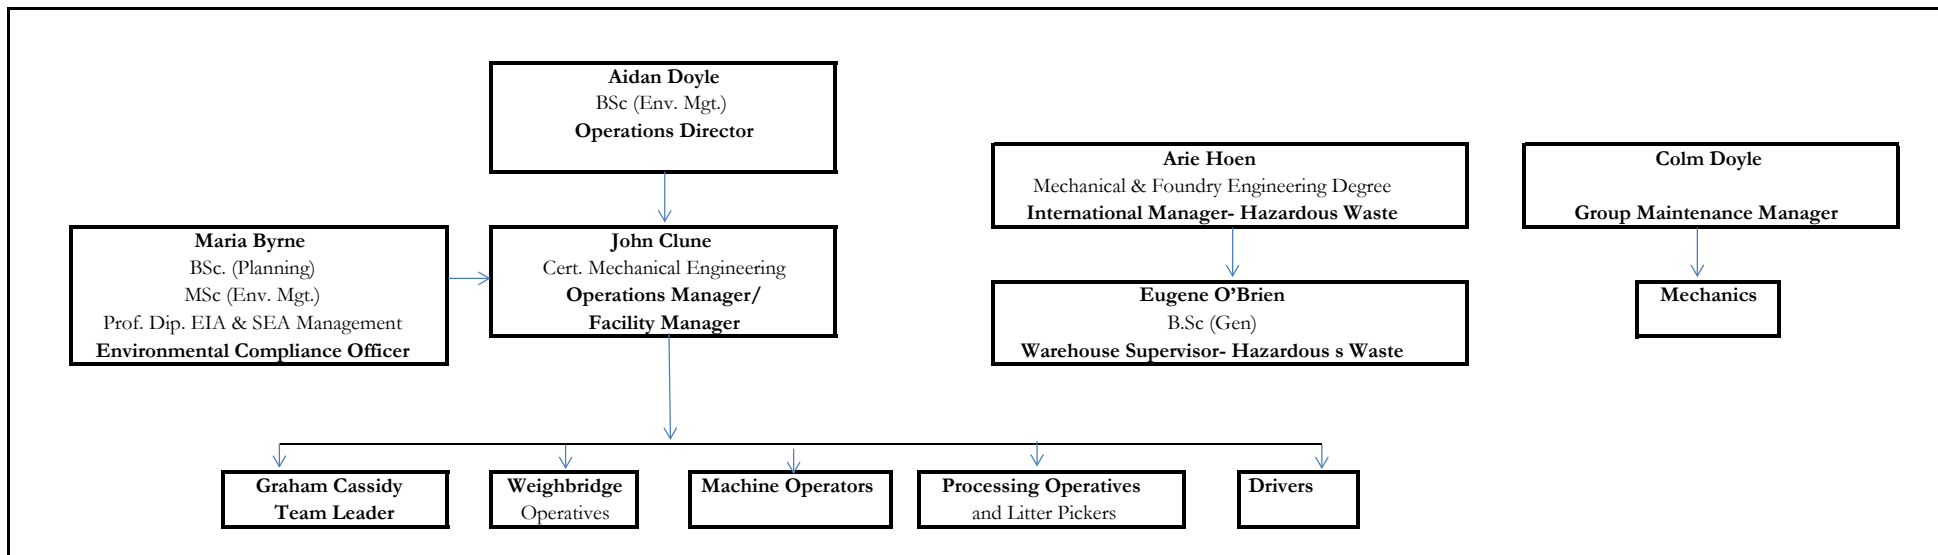 Aidan Doyle
BSc (Env. Mgt.)
Operations Director
Arie Hoen
Mechanical & Foundry Engineering Degree
International Manager- Hazardous Waste
Colm Doyle
Group Maintenance Manager
Maria Byrne
BSc. (Planning)
MSc (Env. Mgt.)
Prof. Dip. EIA & SEA Management
Environmental Compliance Officer
John Clune
Cert. Mechanical Engineering
Operations Manager/
Facility Manager
Eugene O’Brien
B.Sc (Gen)
Warehouse Supervisor- Hazardous s Waste
Mechanics
Graham Cassidy
Team Leader
Weighbridge
Operatives
Machine Operators
Processing Operatives
and Litter Pickers
Drivers